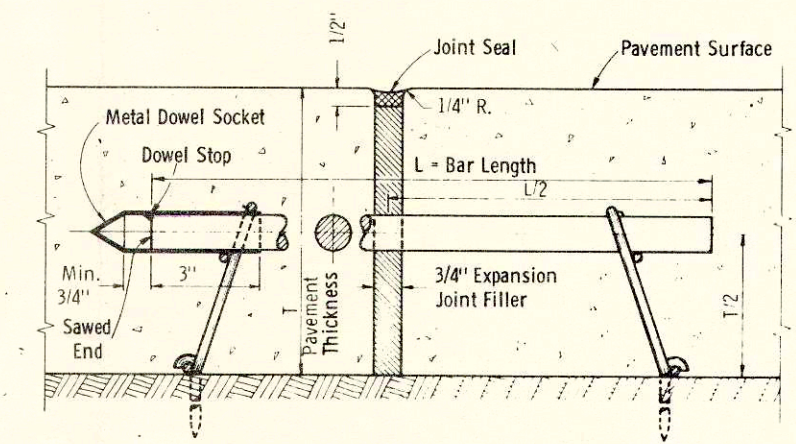 1/2"
Joint Seal
Pavement Surface
1/4" R.
Metal Dowel Socket
Dowel Stop
L = Bar Length
L/2
Min.
3/4"
3"
Sawed
End
T
Pavement
Thickness
3/4" Expansion
Joint Filler
T/2